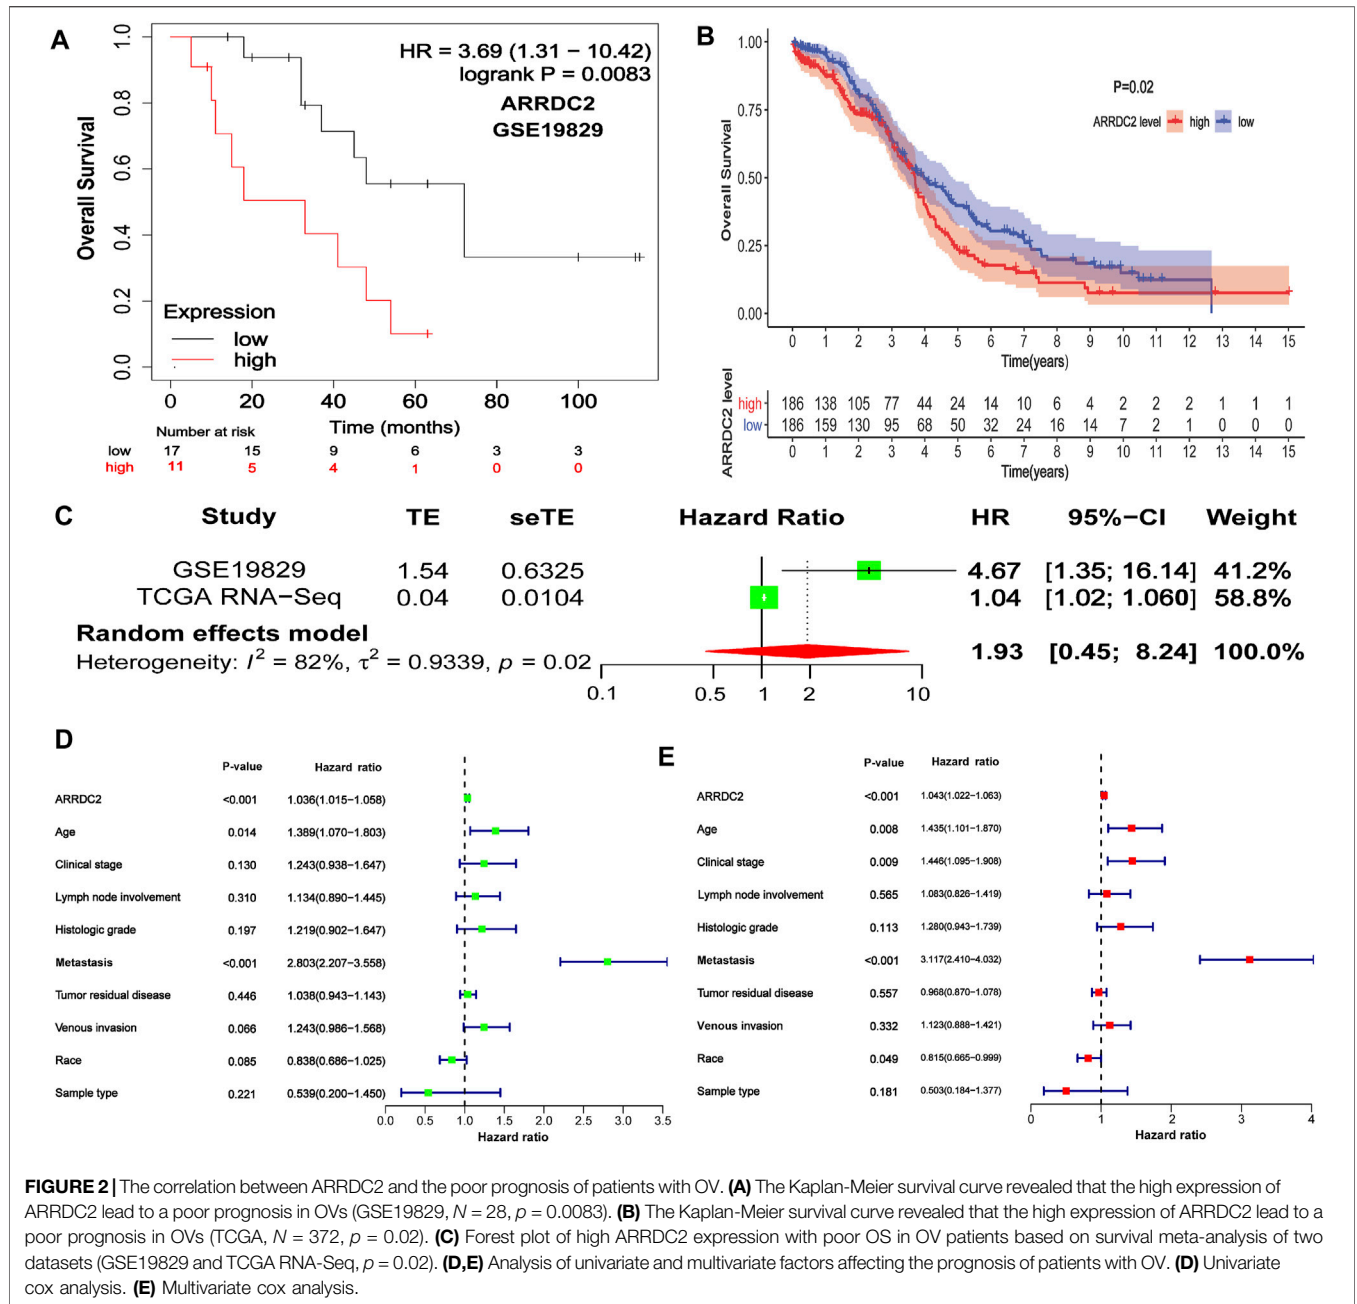 A
HR = 3.69 (1.31 − 10.42)
logrank P = 0.0083
ARRDC2
GSE19829
Overall Survival
1.0
0.8
0.6
0.4
0.2
0.0
Expression
low
high
0 20 40 60 80 100
Time (months)
Number at risk
low 17 15 9 6 3 3
high 11 5 4 1 0 0
B
P=0.02
ARRDC2 level high low
Overall Survival
1.00
0.75
0.50
0.25
0.00
0 1 2 3 4 5 6 7 8 9 10 11 12 13 14 15
Time(years)
ARRDC2 level
high 186 138 105 77 44 24 14 10 6 4 2 2 2 1 1 1
low 186 159 130 95 68 50 32 24 16 14 7 2 1 0 0 0
0 1 2 3 4 5 6 7 8 9 10 11 12 13 14 15
Time(years)
C
Study TE seTE Hazard Ratio HR 95%−CI Weight
GSE19829 1.54 0.6325 4.67 [1.35; 16.14] 41.2%
TCGA RNA−Seq 0.04 0.0104 1.04 [1.02; 1.060] 58.8%
Random effects model 1.93 [0.45; 8.24] 100.0%
Heterogeneity: I² = 82%, τ² = 0.9339, p = 0.02
0.1 0.5 1 2 10
D
P-value Hazard ratio
ARRDC2 <0.001 1.036(1.015−1.058)
Age 0.014 1.389(1.070−1.803)
Clinical stage 0.130 1.243(0.938−1.647)
Lymph node involvement 0.310 1.134(0.890−1.445)
Histologic grade 0.197 1.219(0.902−1.647)
Metastasis <0.001 2.803(2.207−3.558)
Tumor residual disease 0.446 1.038(0.943−1.143)
Venous invasion 0.066 1.243(0.986−1.568)
Race 0.085 0.838(0.686−1.025)
Sample type 0.221 0.539(0.200−1.450)
0.0 0.5 1.0 1.5 2.0 2.5 3.0 3.5
Hazard ratio
E
P-value Hazard ratio
ARRDC2 <0.001 1.043(1.022−1.063)
Age 0.008 1.435(1.101−1.870)
Clinical stage 0.009 1.446(1.095−1.908)
Lymph node involvement 0.565 1.083(0.826−1.419)
Histologic grade 0.113 1.280(0.943−1.739)
Metastasis <0.001 3.117(2.410−4.032)
Tumor residual disease 0.557 0.968(0.870−1.078)
Venous invasion 0.332 1.123(0.888−1.421)
Race 0.049 0.815(0.665−0.999)
Sample type 0.181 0.503(0.184−1.377)
0 1 2 3 4
Hazard ratio
FIGURE 2 | The correlation between ARRDC2 and the poor prognosis of patients with OV. (A) The Kaplan-Meier survival curve revealed that the high expression of
ARRDC2 lead to a poor prognosis in OVs (GSE19829, N = 28, p = 0.0083). (B) The Kaplan-Meier survival curve revealed that the high expression of ARRDC2 lead to a
poor prognosis in OVs (TCGA, N = 372, p = 0.02). (C) Forest plot of high ARRDC2 expression with poor OS in OV patients based on survival meta-analysis of two
datasets (GSE19829 and TCGA RNA-Seq, p = 0.02). (D,E) Analysis of univariate and multivariate factors affecting the prognosis of patients with OV. (D) Univariate
cox analysis. (E) Multivariate cox analysis.